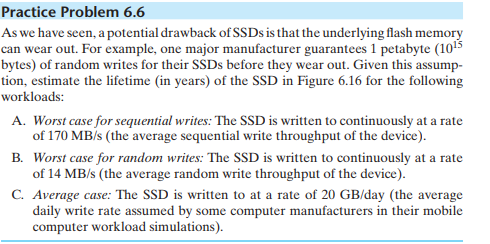 Practice Problem 6.6
As we have seen, a potential drawback of SSDs is that the underlying flash memory
can wear out. For example, one major manufacturer guarantees 1 petabyte (10¹⁵
bytes) of random writes for their SSDs before they wear out. Given this assump-
tion, estimate the lifetime (in years) of the SSD in Figure 6.16 for the following
workloads:
A. Worst case for sequential writes: The SSD is written to continuously at a rate
of 170 MB/s (the average sequential write throughput of the device).
B. Worst case for random writes: The SSD is written to continuously at a rate
of 14 MB/s (the average random write throughput of the device).
C. Average case: The SSD is written to at a rate of 20 GB/day (the average
daily write rate assumed by some computer manufacturers in their mobile
computer workload simulations).